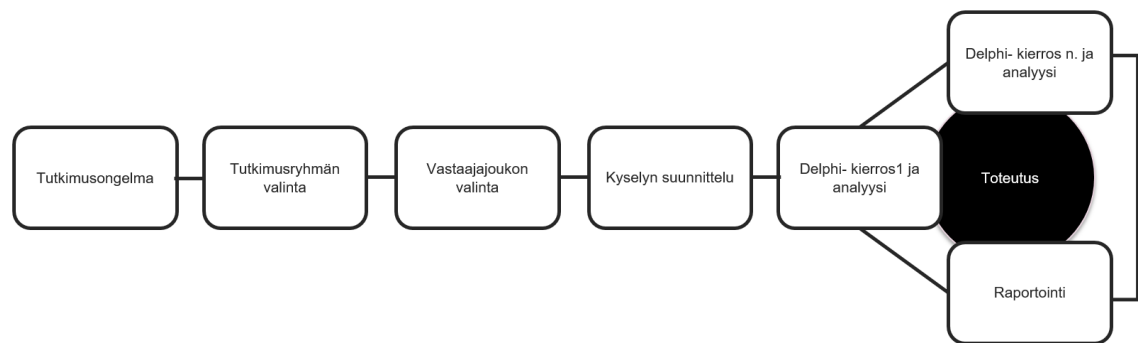 Tutkimusongelma
Tutkimusryhmän
valinta
Vastaajajoukon
valinta
Kyselyn suunnittelu
Delphi- kierros1 ja
analyysi
Delphi- kierros n. ja
analyysi
Toteutus
Raportointi